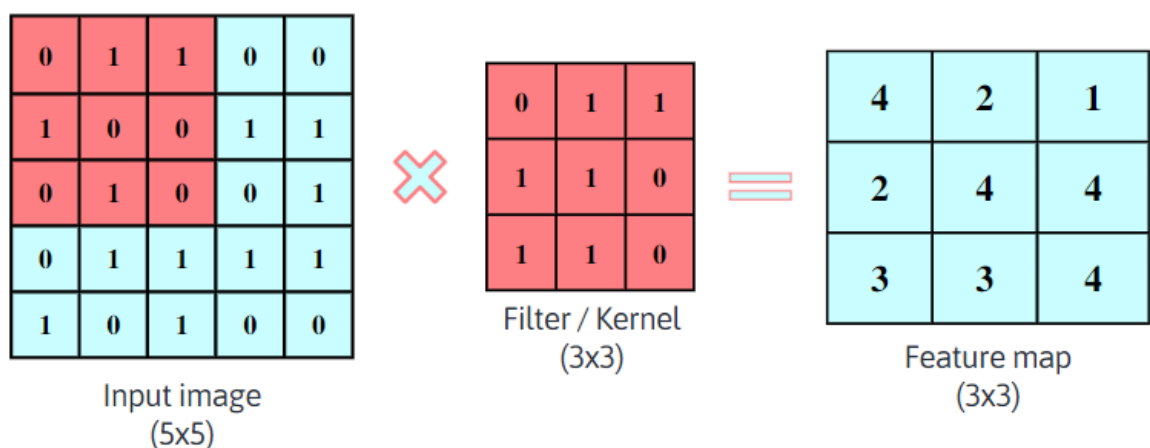 0 1 1 0 0
1 0 0 1 1
0 1 0 0 1
0 1 1 1 1
1 0 1 0 0
Input image
(5x5)
0 1 1
1 1 0
1 1 0
Filter / Kernel
(3x3)
4 2 1
2 4 4
3 3 4
Feature map
(3x3)